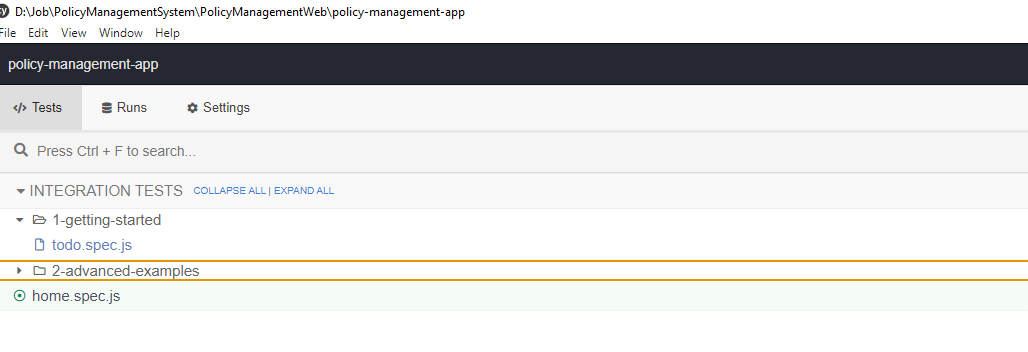 D:\Job\PolicyManagementSystem\PolicyManagementWeb\policy-management-app
File Edit View Window Help
policy-management-app
Tests Runs Settings
Press Ctrl + F to search...
INTEGRATION TESTS COLLAPSE ALL | EXPAND ALL
1-getting-started
todo.spec.js
2-advanced-examples
home.spec.js